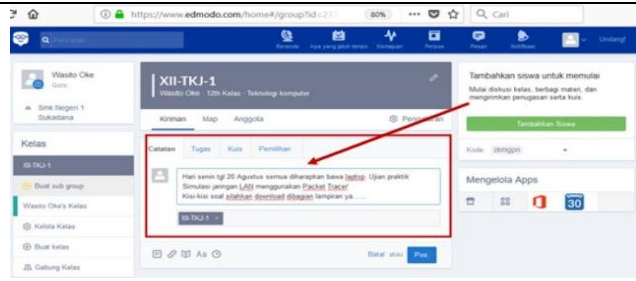 https://www.edmodo.com/home#/group?id=27
80%
Cari
Beranda
Apa yang jatuh tempo
Kemajuan
Perpus
Pesan
Notifikasi
Undang!
Wasito Oke
Guru
Smk Negeri 1
Sukadana
Kelas
XII-TKJ-1
Buat sub group
Wasito Oke's Kelas
Kelola Kelas
Buat kelas
Gabung Kelas
XII-TKJ-1
Wasito Oke · 12th Kelas · Teknologi komputer
Kiriman Map Anggota
Catatan Tugas Kuis Pemilihan
Hari senin tgl 20 Agustus semua diharapkan bawa laptop. Ujian praktik
Simulasi jaringan LAN menggunakan Packet Tracer'
Kisi-kisi soal silahkan download dibagian lampiran ya......
XII-TKJ-1 ×
Aa
Batal atau Pos
Tambahkan siswa untuk memulai
Mulai diskusi kelas, berbagi materi, dan
mengirimkan penugasan serta kuis.
Tambahkan Siswa
Kode:
Mengelola Apps
30